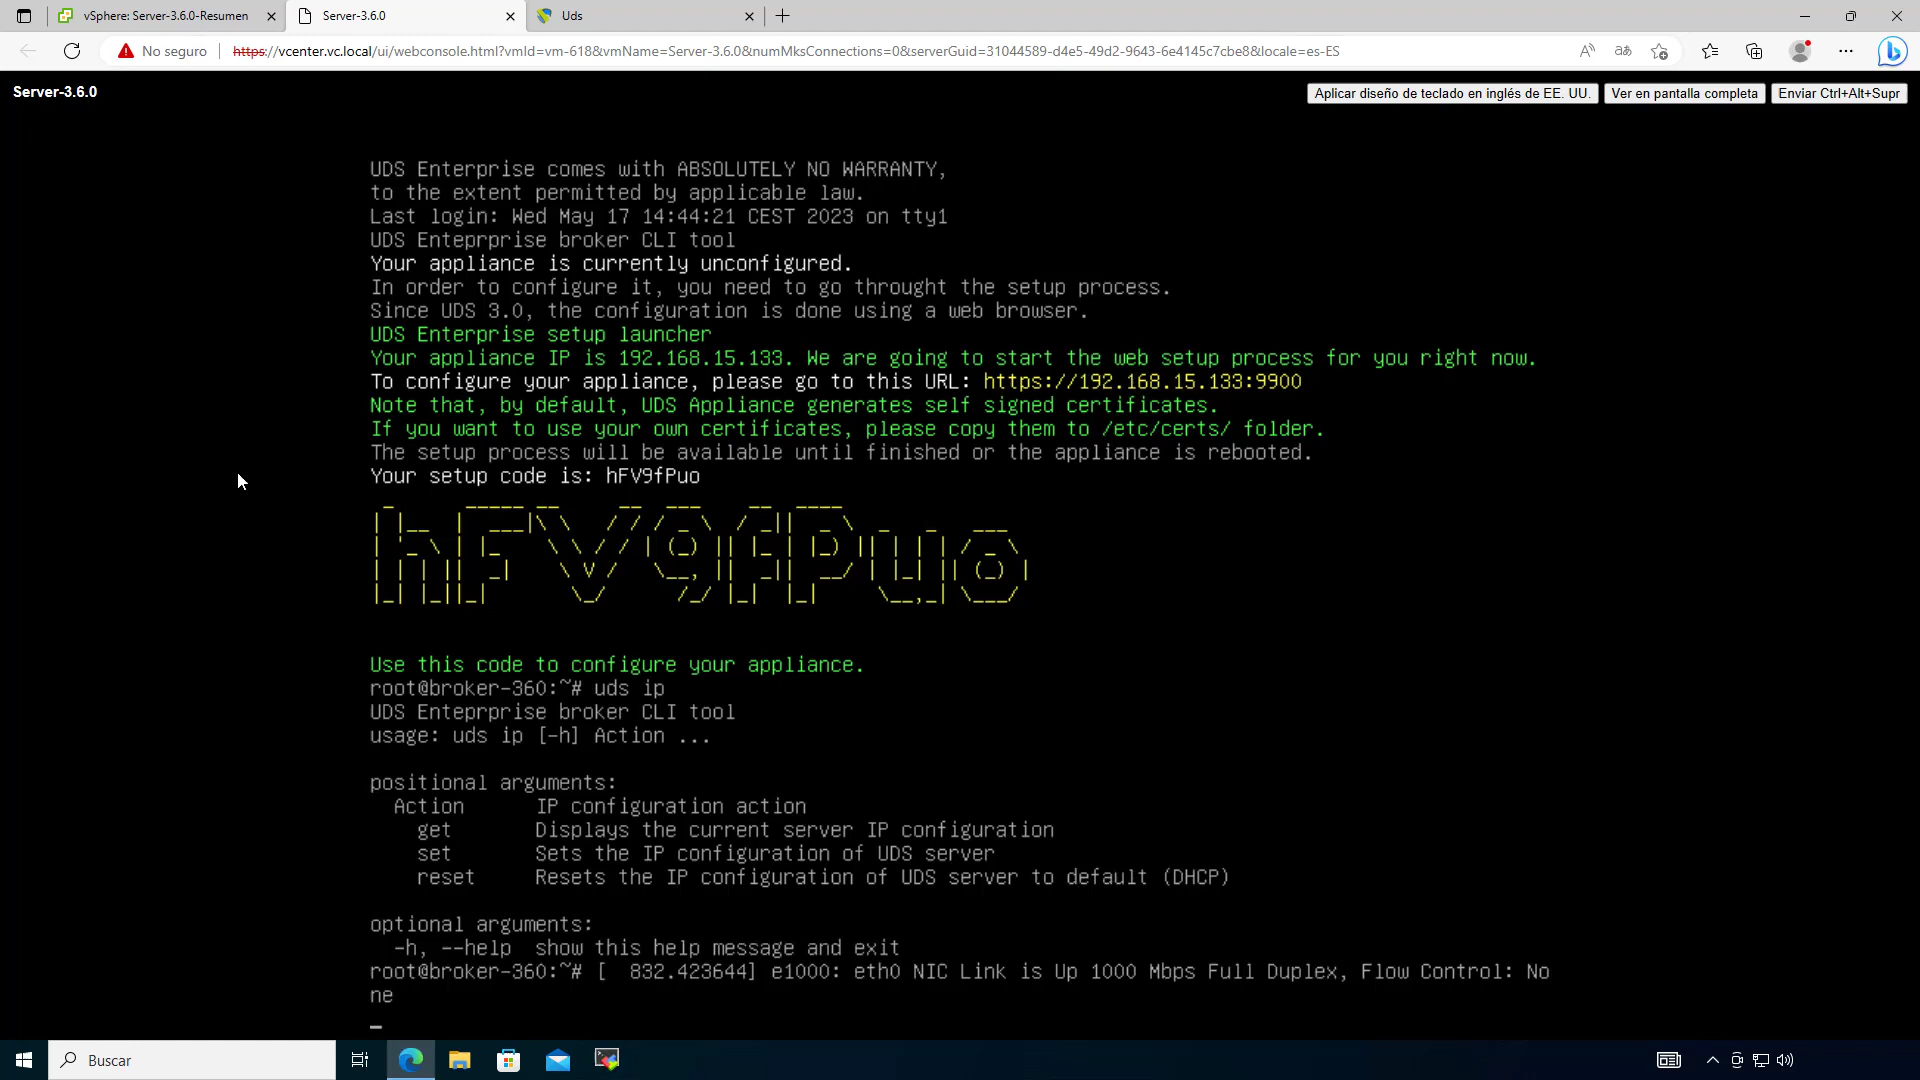 vSphere: Server-3.6.0-Resumen
Server-3.6.0
Uds
No seguro
https://vcenter.vc.local/ui/webconsole.html?vmId=vm-618&vmName=Server-3.6.0&numMksConnections=0&serverGuid=31044589-d4e5-49d2-9643-6e4145c7cbe8&locale=es-ES
Server-3.6.0
Aplicar diseño de teclado en inglés de EE. UU.
Ver en pantalla completa
Enviar Ctrl+Alt+Supr
UDS Enterprise comes with ABSOLUTELY NO WARRANTY,
to the extent permitted by applicable law.
Last login: Wed May 17 14:44:21 CEST 2023 on tty1
UDS Enteprprise broker CLI tool
Your appliance is currently unconfigured.
In order to configure it, you need to go throught the setup process.
Since UDS 3.0, the configuration is done using a web browser.
UDS Enterprise setup launcher
Your appliance IP is 192.168.15.133. We are going to start the web setup process for you right now.
To configure your appliance, please go to this URL: https://192.168.15.133:9900
Note that, by default, UDS Appliance generates self signed certificates.
If you want to use your own certificates, please copy them to /etc/certs/ folder.
The setup process will be available until finished or the appliance is rebooted.
Your setup code is: hFV9fPuo
hFV9fPuo
Use this code to configure your appliance.
root@broker-360:~# uds ip
UDS Enteprprise broker CLI tool
usage: uds ip [-h] Action ...
positional arguments:
Action IP configuration action
get Displays the current server IP configuration
set Sets the IP configuration of UDS server
reset Resets the IP configuration of UDS server to default (DHCP)
optional arguments:
-h, --help show this help message and exit
root@broker-360:~# [ 832.423644] e1000: eth0 NIC Link is Up 1000 Mbps Full Duplex, Flow Control: No
ne
_
Buscar